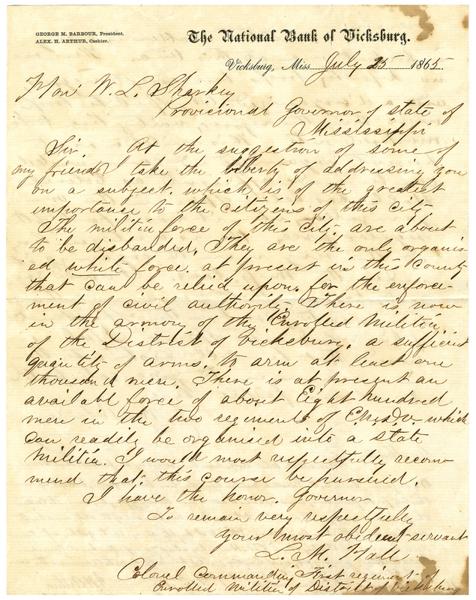 GEORGE M. BARBOUR, President.
ALEX. H. ARTHUR, Cashier.
The National Bank of Vicksburg.
Vicksburg, Miss. July 25 1865
Hon W. L. Sharkey
Provisional Governor of state of
Mississippi
Sir. At the suggestion of some of
my friends take the liberty of addressing you
on a subject. which is of the greatest
importance to the citizens of this city
The militia force of this city. are about
to be disbanded. They are the only organis
ed white force. at present in this County
that can be relied upon. for the enforce-
ment of civil authority. There is now
in the armory of the Enrolled Militia.
of the District of Vicksburg. a sufficient
quantity of arms. to arm at least one
thousand men. There is at present an
available force of about Eight hundred
men in the two regiments of which
can readily be organised into a state
Militia. I would most respectfully recom
mend that. this course be pursued.
I have the honor. Governor
To remain very respectfully
Your most obedient servant
L. M. Hall
Colonel Commanding First regiment of
Enrolled Militia of District of Vicksburg